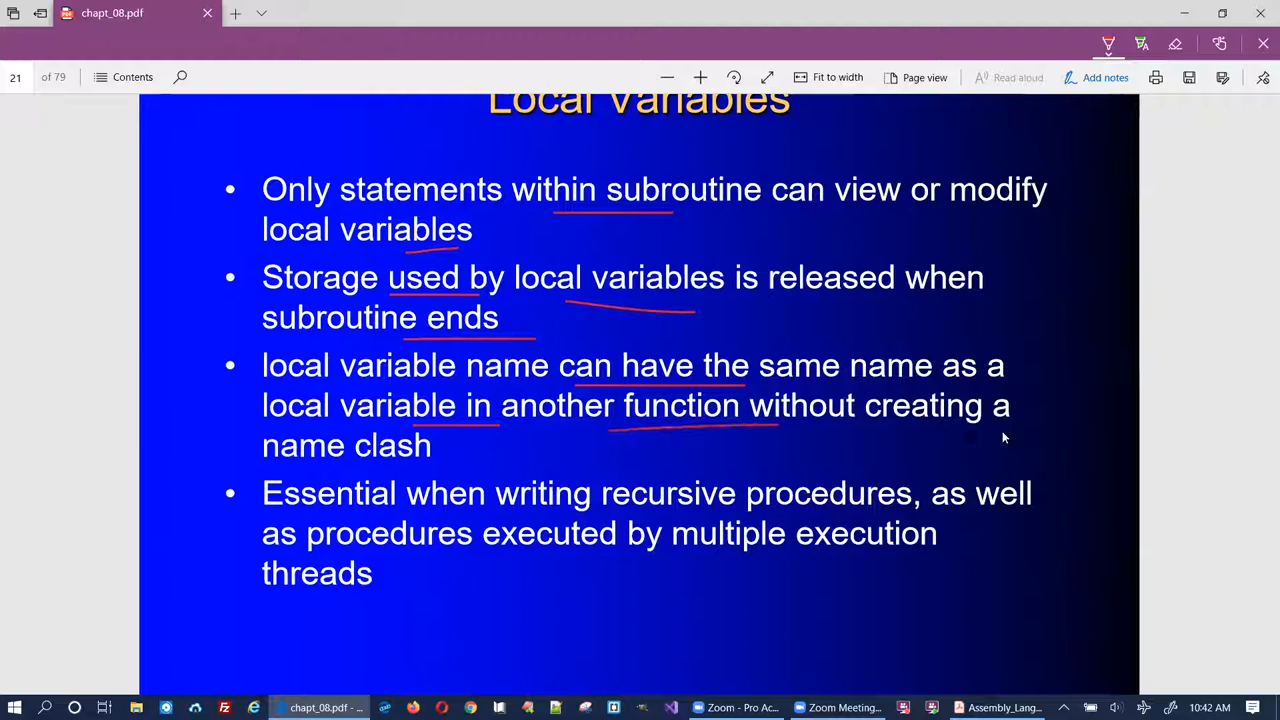 chapt_08.pdf
21 of 79 Contents Fit to width Page view Read aloud Add notes
Local Variables
• Only statements within subroutine can view or modify
local variables
• Storage used by local variables is released when
subroutine ends
• local variable name can have the same name as a
local variable in another function without creating a
name clash
• Essential when writing recursive procedures, as well
as procedures executed by multiple execution
threads
chapt_08.pdf - ... Zoom - Pro Ac... Zoom Meeting... Assembly_Lang... 10:42 AM